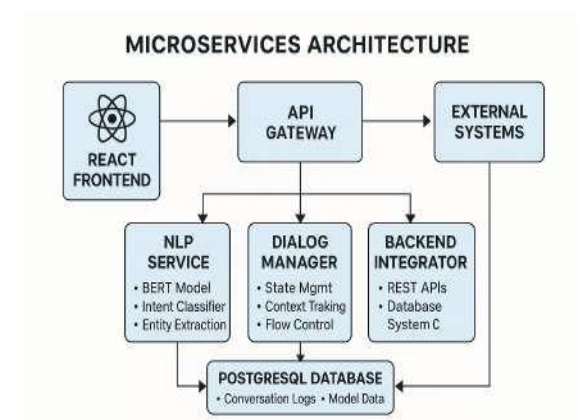 MICROSERVICES ARCHITECTURE
REACT
FRONTEND
API
GATEWAY
EXTERNAL
SYSTEMS
NLP
SERVICE
• BERT Model
• Intent Classifier
• Entity Extraction
DIALOG
MANAGER
• State Mgmt
• Context Traking
• Flow Control
BACKEND
INTEGRATOR
• REST APIs
• Database
System C
POSTGRESQL DATABASE
• Conversation Logs • Model Data